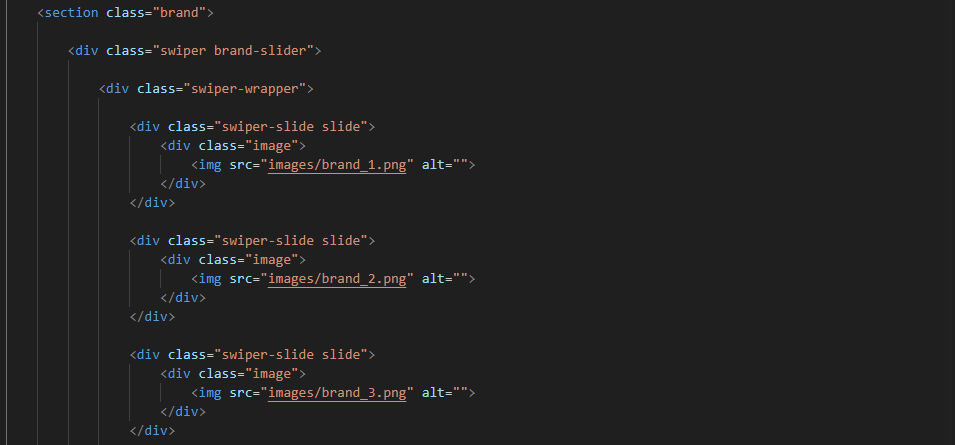 <section class="brand">
<div class="swiper brand-slider">
<div class="swiper-wrapper">
<div class="swiper-slide slide">
<div class="image">
<img src="images/brand_1.png" alt="">
</div>
</div>
<div class="swiper-slide slide">
<div class="image">
<img src="images/brand_2.png" alt="">
</div>
</div>
<div class="swiper-slide slide">
<div class="image">
<img src="images/brand_3.png" alt="">
</div>
</div>